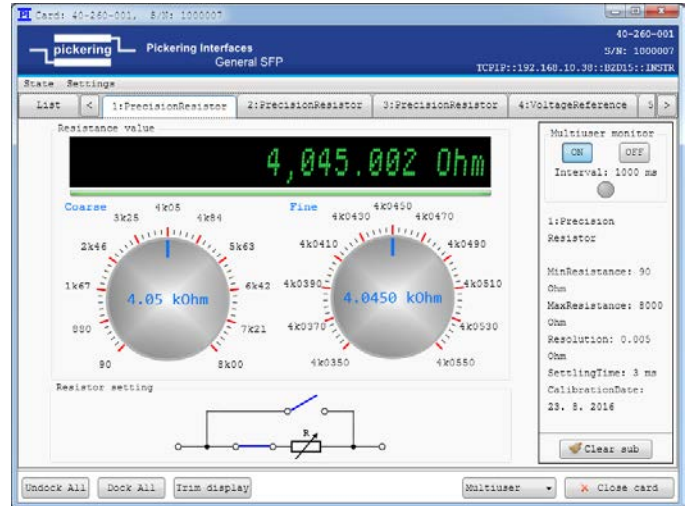 PI Card: 40-260-001, S/N: 1000007
pickering Pickering Interfaces
General SFP
40-260-001
S/N: 1000007
TCPIP::192.168.10.38::B2D15::INSTR
State Settings
List < 1:PrecisionResistor 2:PrecisionResistor 3:PrecisionResistor 4:VoltageReference 5 >
Resistance value
4,045.002 Ohm
Coarse
90
880
1k67
2k46
3k25
4k05
4k84
5k63
6k42
7k21
8k00
4.05 kOhm
Fine
4k0350
4k0370
4k0390
4k0410
4k0430
4k0450
4k0470
4k0490
4k0510
4k0530
4k0550
4.0450 kOhm
Resistor setting
R
Multiuser monitor
ON OFF
Interval: 1000 ms
1:Precision
Resistor
MinResistance: 90
Ohm
MaxResistance: 8000
Ohm
Resolution: 0.005
Ohm
SettlingTime: 3 ms
CalibrationDate:
23. 8. 2016
Clear sub
Undock All Dock All Trim display Multiuser Close card